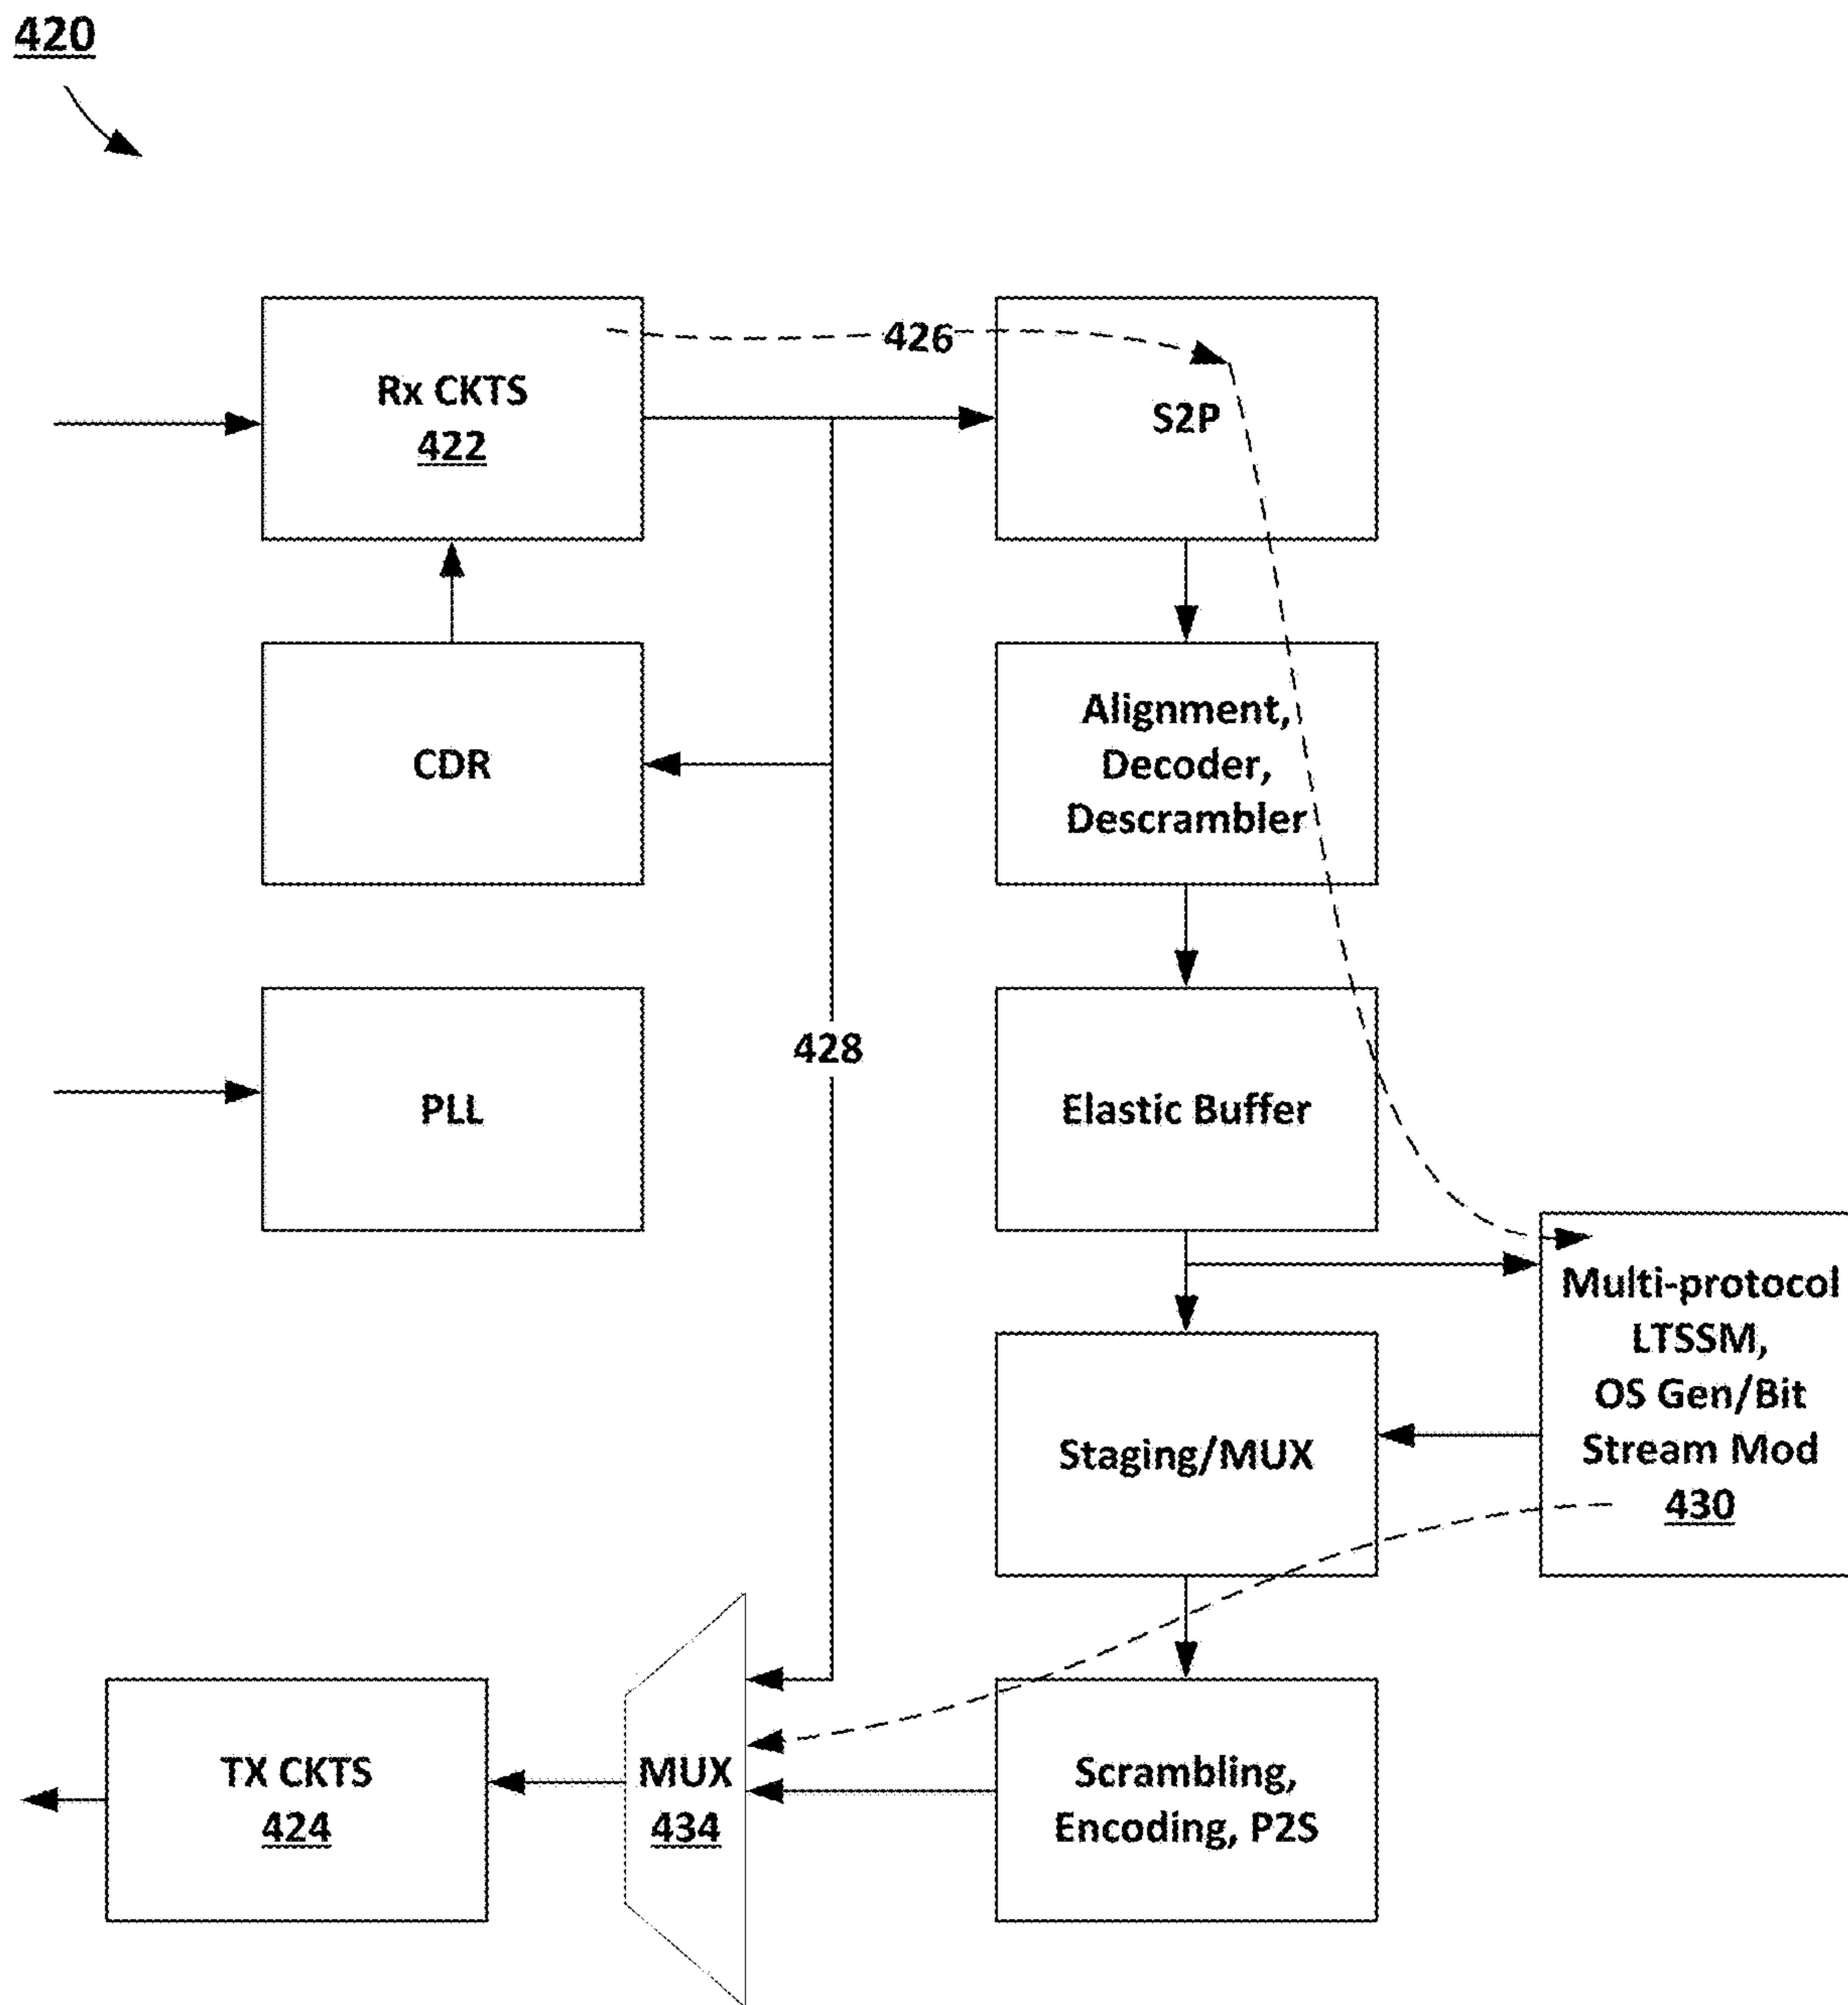 420
426
Rx CKTS
422
S2P
CDR
Alignment,
Decoder,
Descrambler
428
PLL
Elastic Buffer
Multi-protocol
LTSSM,
OS Gen/Bit
Stream Mod
430
Staging/MUX
TX CKTS
424
MUX
434
Scrambling,
Encoding, P2S